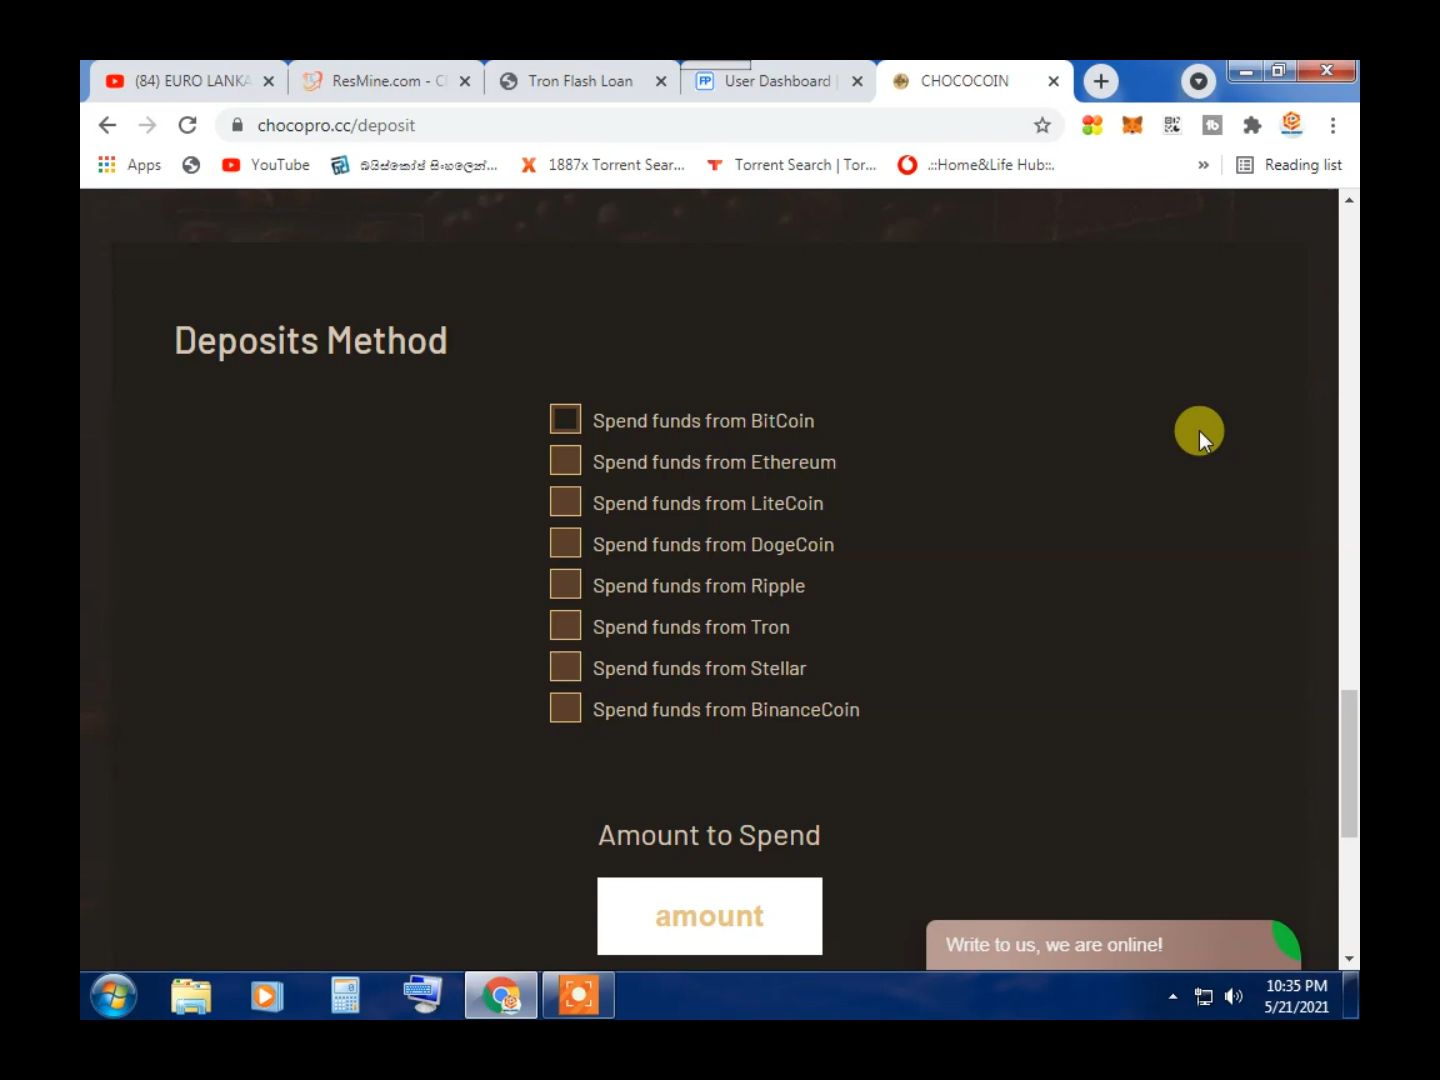 (84) EURO LANKA
ResMine.com - C
Tron Flash Loan
FP User Dashboard |
CHOCOCOIN
chocopro.cc/deposit
Apps
YouTube
බයිස්කෝප් සිංහලෙන්...
1887x Torrent Sear...
Torrent Search | Tor...
.::Home&Life Hub::.
»
Reading list
Deposits Method
Spend funds from BitCoin
Spend funds from Ethereum
Spend funds from LiteCoin
Spend funds from DogeCoin
Spend funds from Ripple
Spend funds from Tron
Spend funds from Stellar
Spend funds from BinanceCoin
Amount to Spend
amount
Write to us, we are online!
10:35 PM
5/21/2021